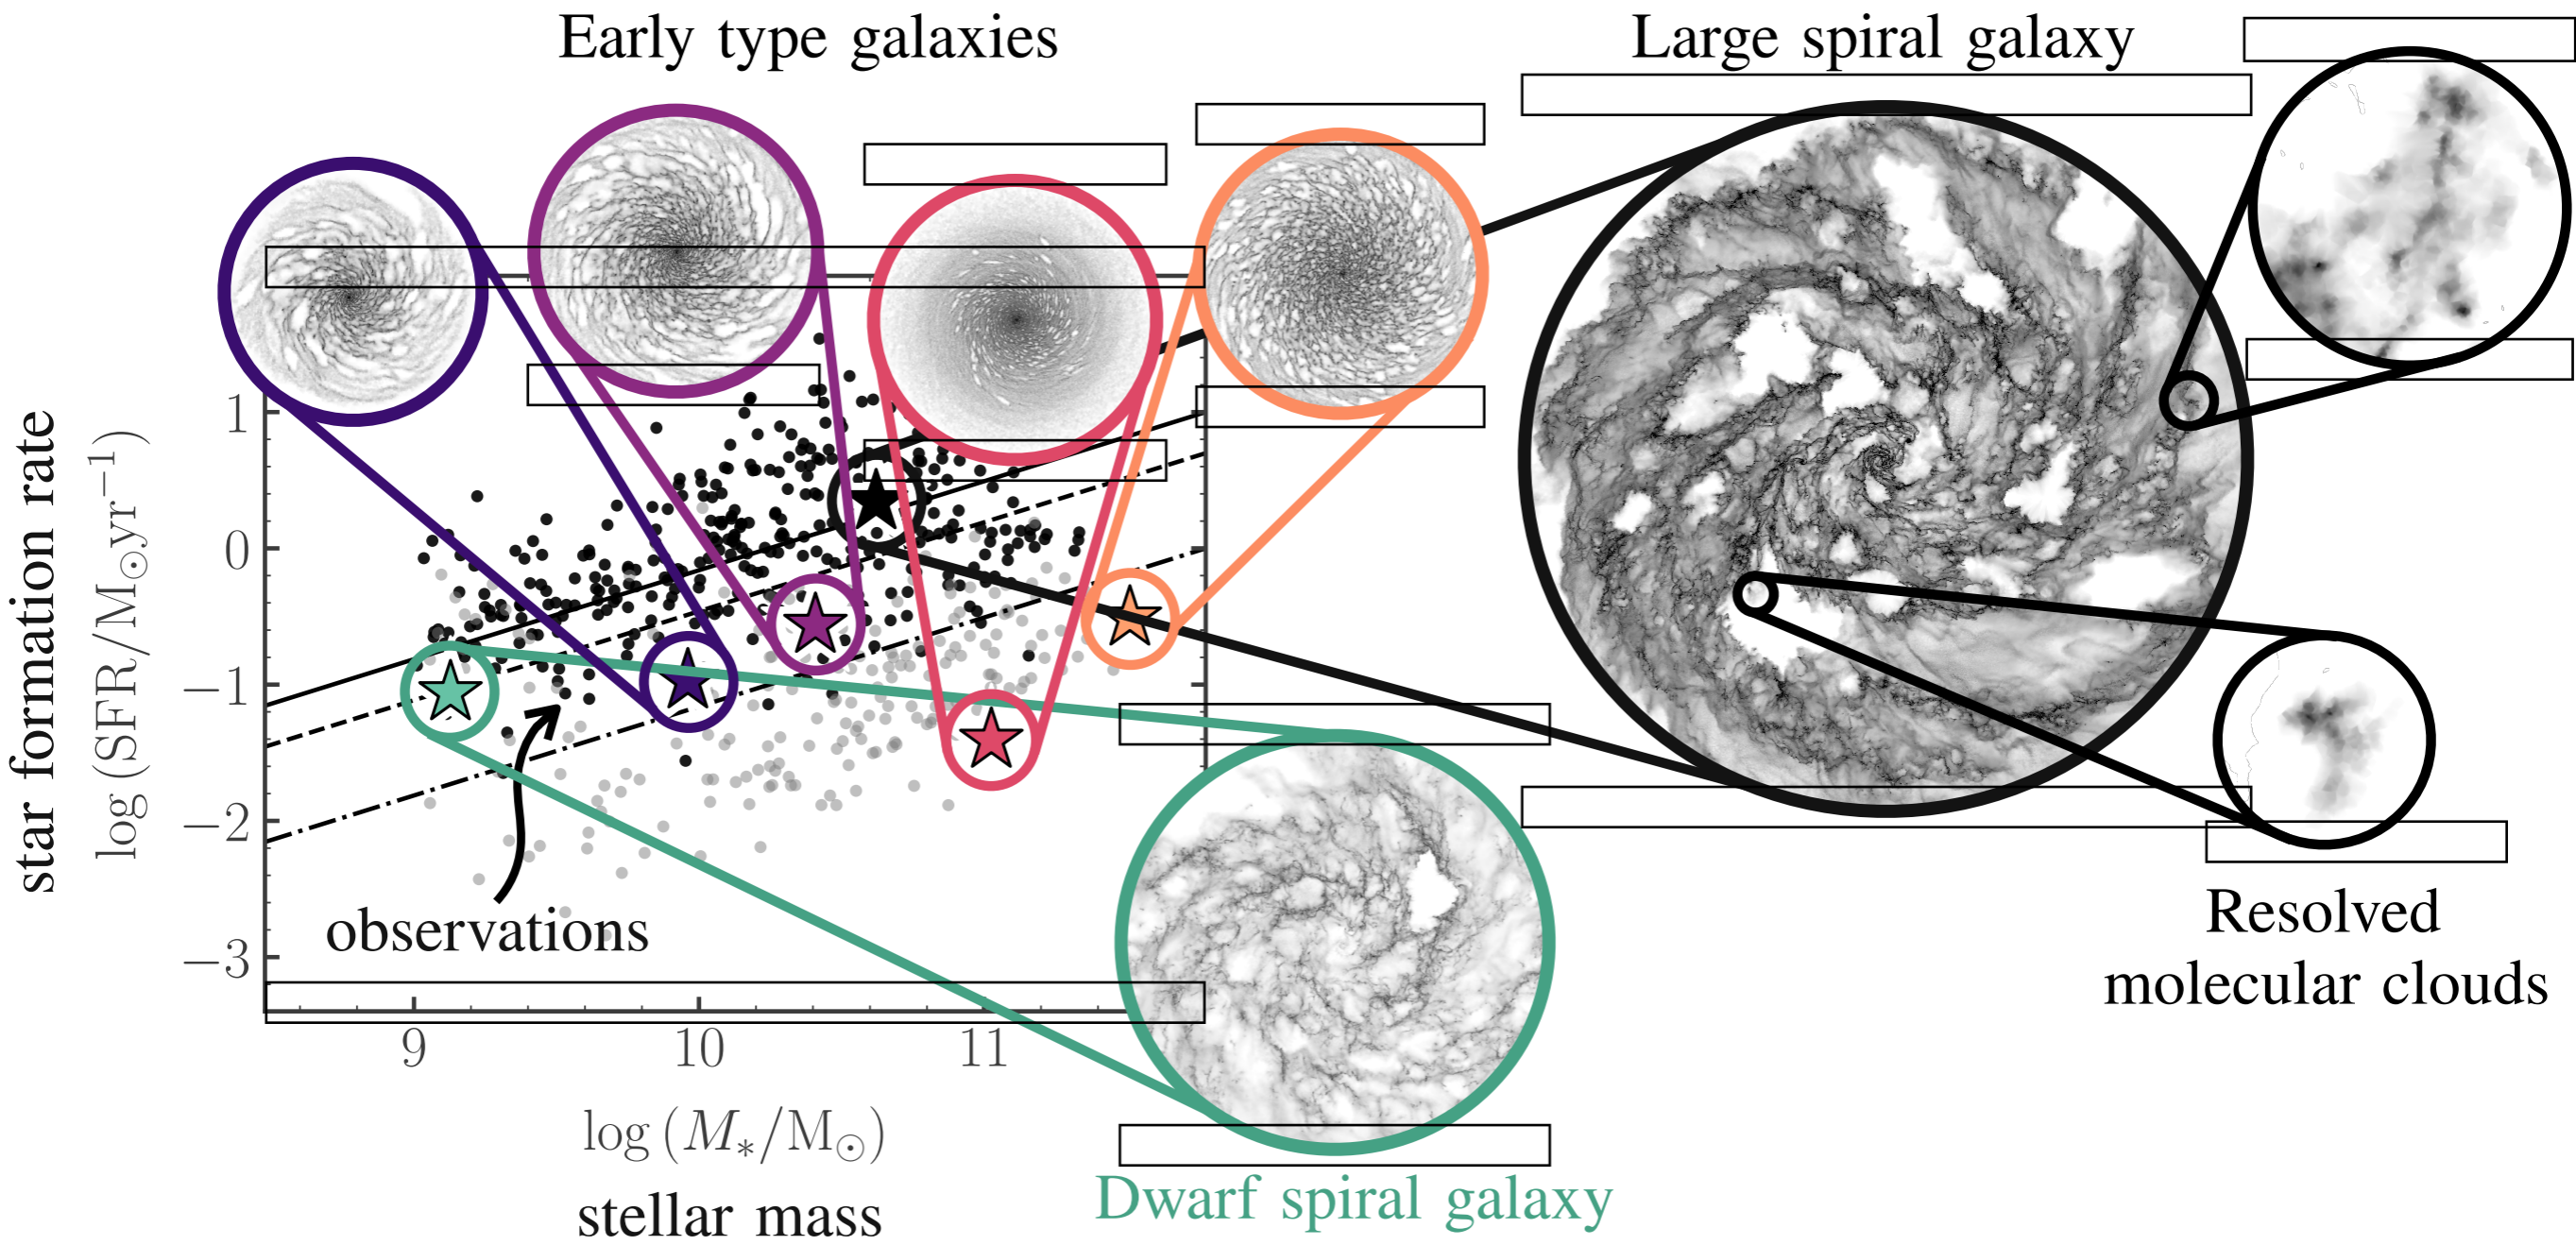 Early type galaxies
Large spiral galaxy
star formation rate
log (SFR/M⊙yr⁻¹)
1
0
−1
−2
−3
observations
9
10
11
log (M*/M⊙)
stellar mass
Dwarf spiral galaxy
Resolved
molecular clouds